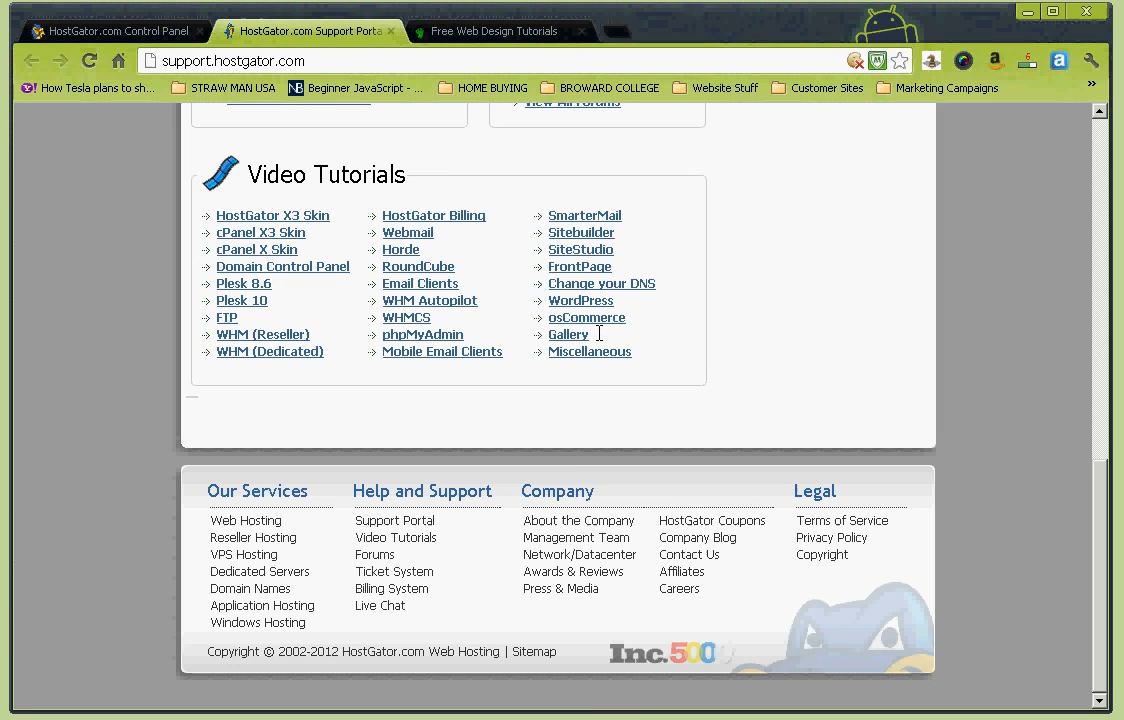 HostGator.com Control Panel
HostGator.com Support Porta
Free Web Design Tutorials
support.hostgator.com
How Tesla plans to sh...
STRAW MAN USA
Beginner JavaScript - ...
HOME BUYING
BROWARD COLLEGE
Website Stuff
Customer Sites
Marketing Campaigns
»
View All Forums
Video Tutorials
HostGator X3 Skin HostGator Billing SmarterMail
cPanel X3 Skin Webmail Sitebuilder
cPanel X Skin Horde SiteStudio
Domain Control Panel RoundCube FrontPage
Plesk 8.6 Email Clients Change your DNS
Plesk 10 WHM Autopilot WordPress
FTP WHMCS osCommerce
WHM (Reseller) phpMyAdmin Gallery
WHM (Dedicated) Mobile Email Clients Miscellaneous
Our Services Help and Support Company Legal
Web Hosting Support Portal About the Company HostGator Coupons Terms of Service
Reseller Hosting Video Tutorials Management Team Company Blog Privacy Policy
VPS Hosting Forums Network/Datacenter Contact Us Copyright
Dedicated Servers Ticket System Awards & Reviews Affiliates
Domain Names Billing System Press & Media Careers
Application Hosting Live Chat
Windows Hosting
Copyright © 2002-2012 HostGator.com Web Hosting | Sitemap
Inc.500